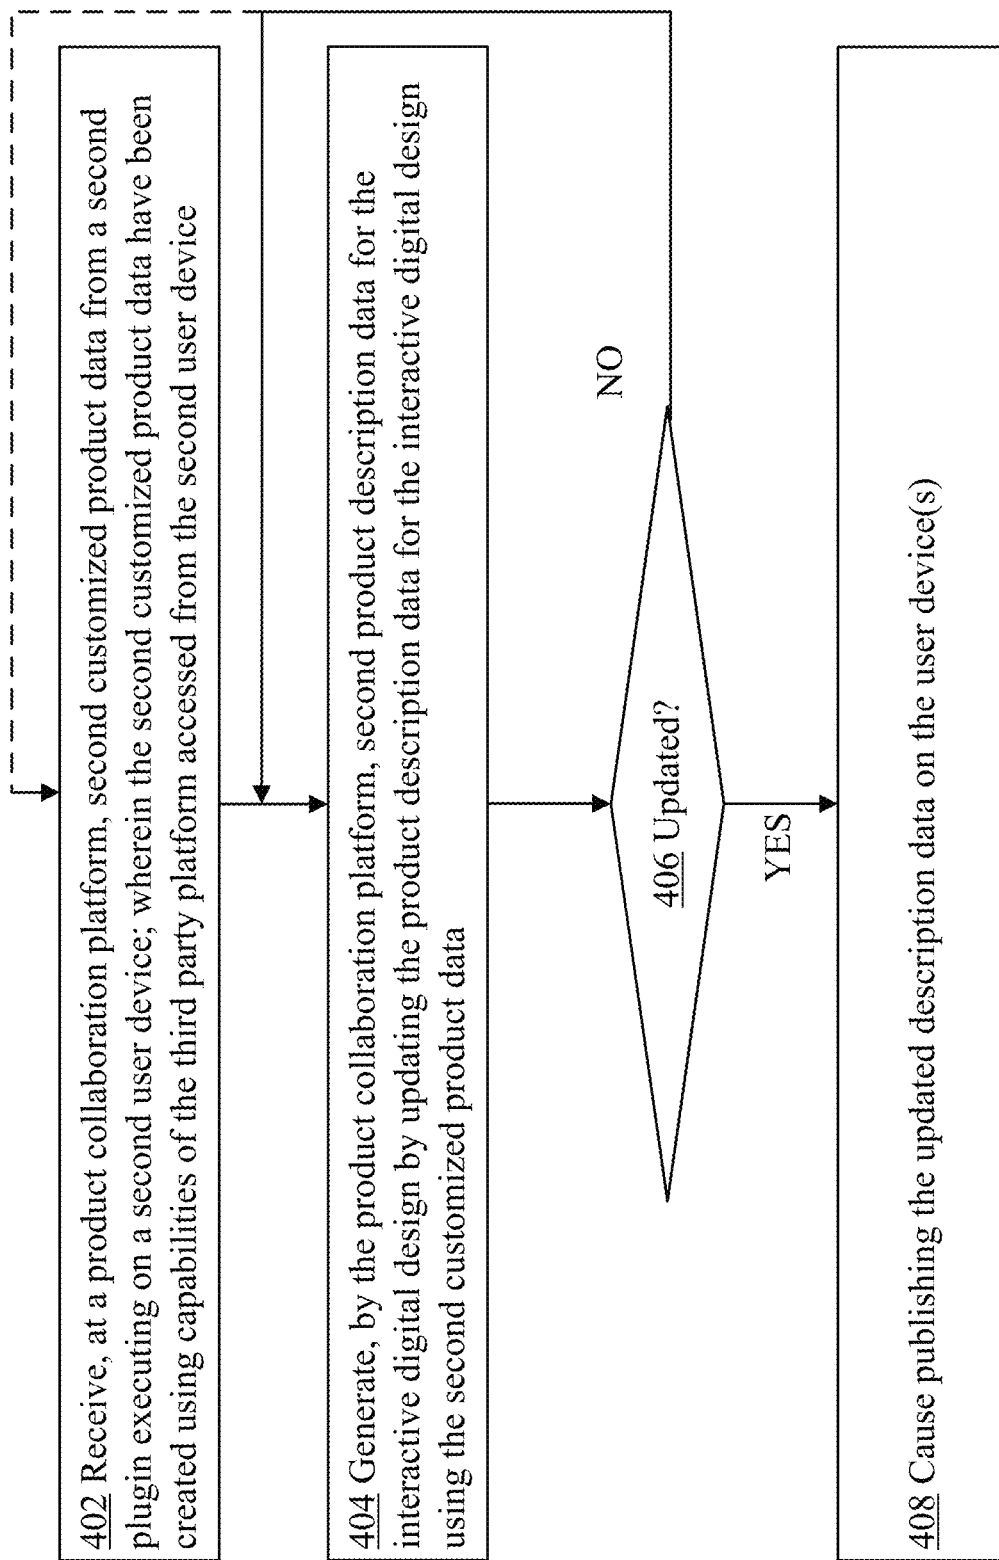 402 Receive, at a product collaboration platform, second customized product data from a second
plugin executing on a second user device; wherein the second customized product data have been
created using capabilities of the third party platform accessed from the second user device
404 Generate, by the product collaboration platform, second product description data for the
interactive digital design by updating the product description data for the interactive digital design
using the second customized product data
406 Updated?
NO
YES
408 Cause publishing the updated description data on the user device(s)